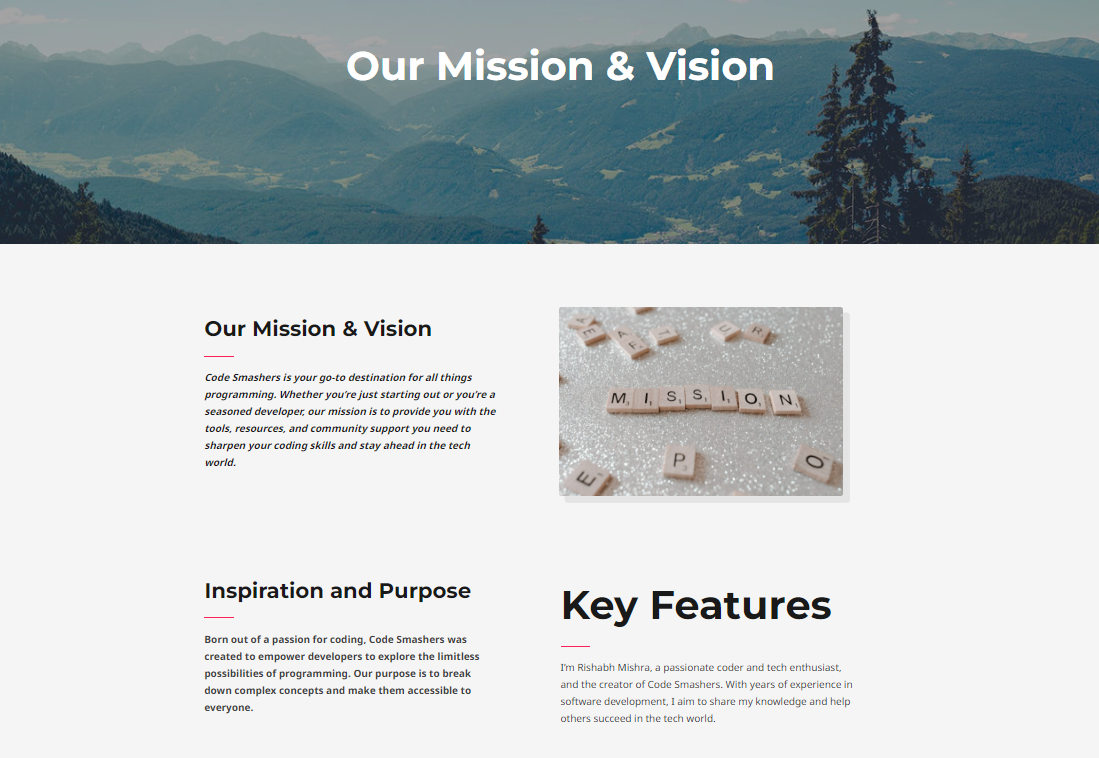 Our Mission & Vision
Our Mission & Vision
Code Smashers is your go-to destination for all things
programming. Whether you're just starting out or you're a
seasoned developer, our mission is to provide you with the
tools, resources, and community support you need to
sharpen your coding skills and stay ahead in the tech
world.
A E A F T U R
M I S S I O N
E P O
Inspiration and Purpose
Born out of a passion for coding, Code Smashers was
created to empower developers to explore the limitless
possibilities of programming. Our purpose is to break
down complex concepts and make them accessible to
everyone.
Key Features
I'm Rishabh Mishra, a passionate coder and tech enthusiast,
and the creator of Code Smashers. With years of experience in
software development, I aim to share my knowledge and help
others succeed in the tech world.